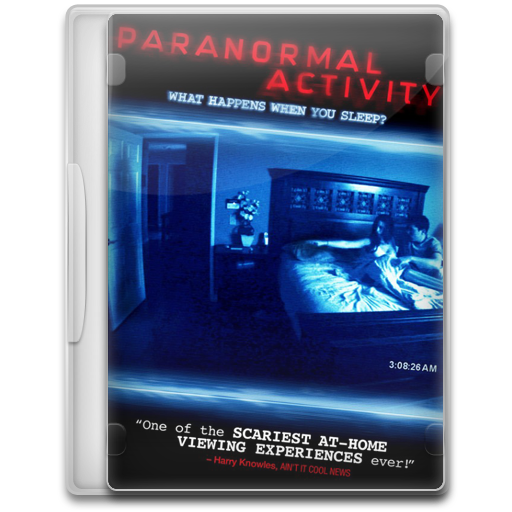 PARANORMAL
ACTIVITY
WHAT HAPPENS WHEN YOU SLEEP?
3:08:26 AM
“One of the SCARIEST AT-HOME
VIEWING EXPERIENCES ever!”
– Harry Knowles, AIN'T IT COOL NEWS